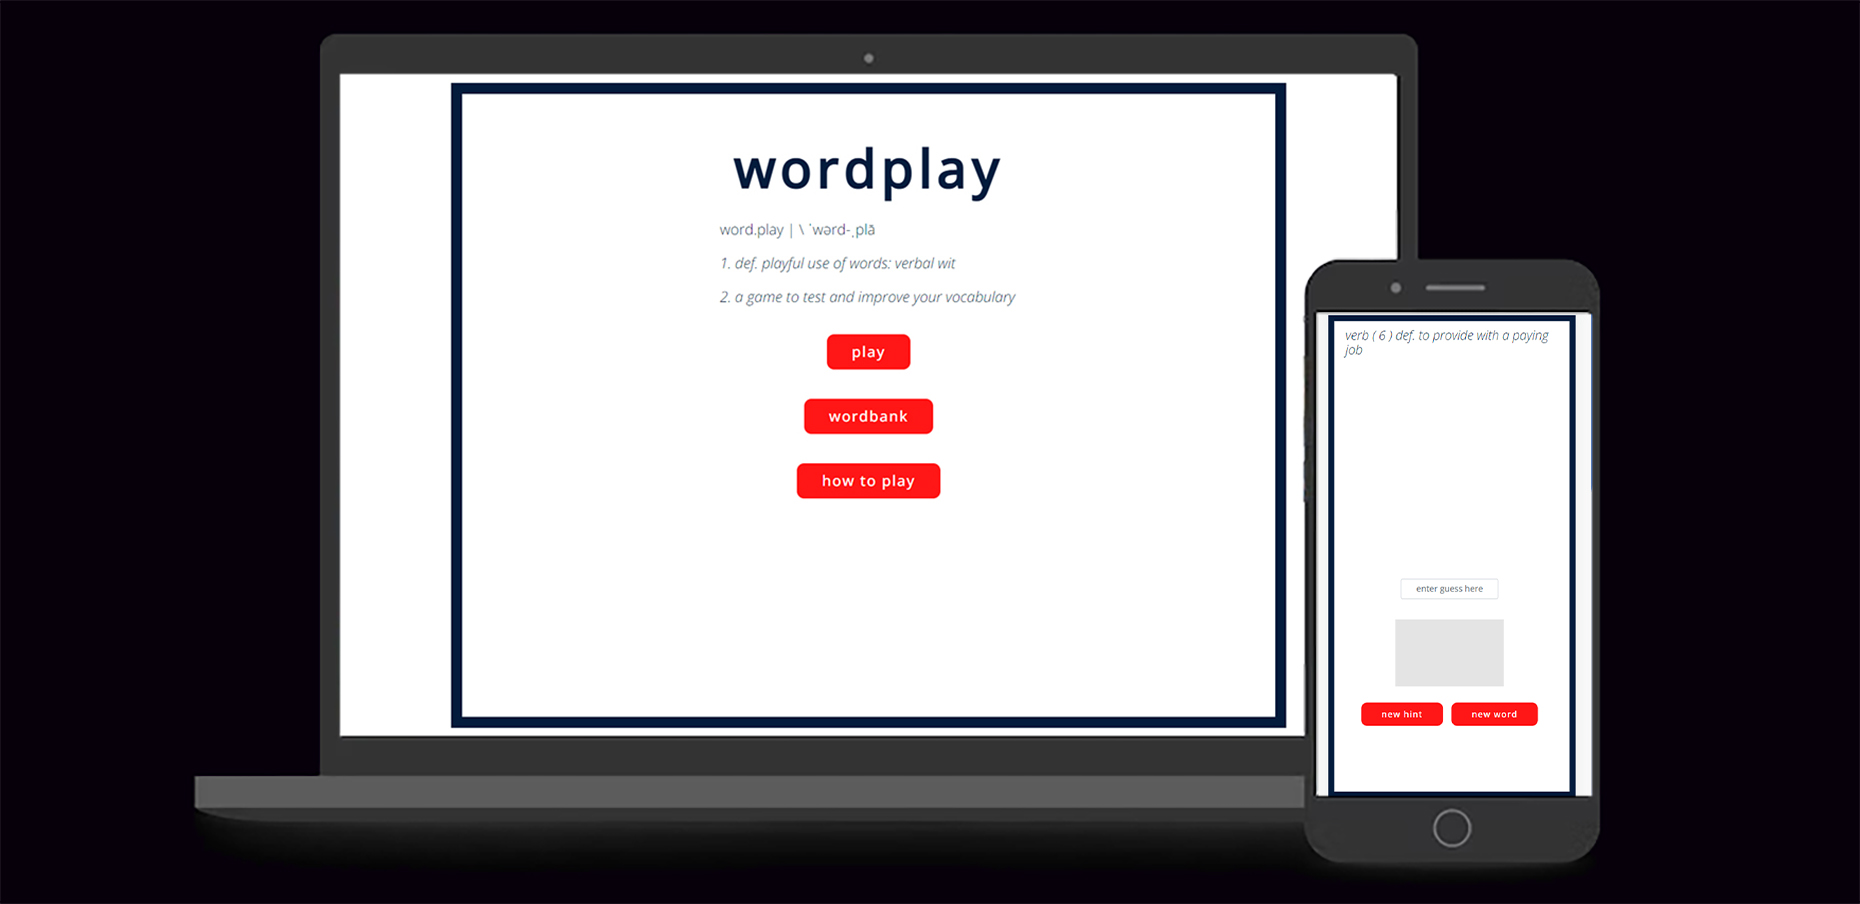 wordplay
word.play | \ ˈwərd-ˌplā
1. def. playful use of words: verbal wit
2. a game to test and improve your vocabulary
play
wordbank
how to play
verb ( 6 ) def. to provide with a paying
job
enter guess here
new hint
new word